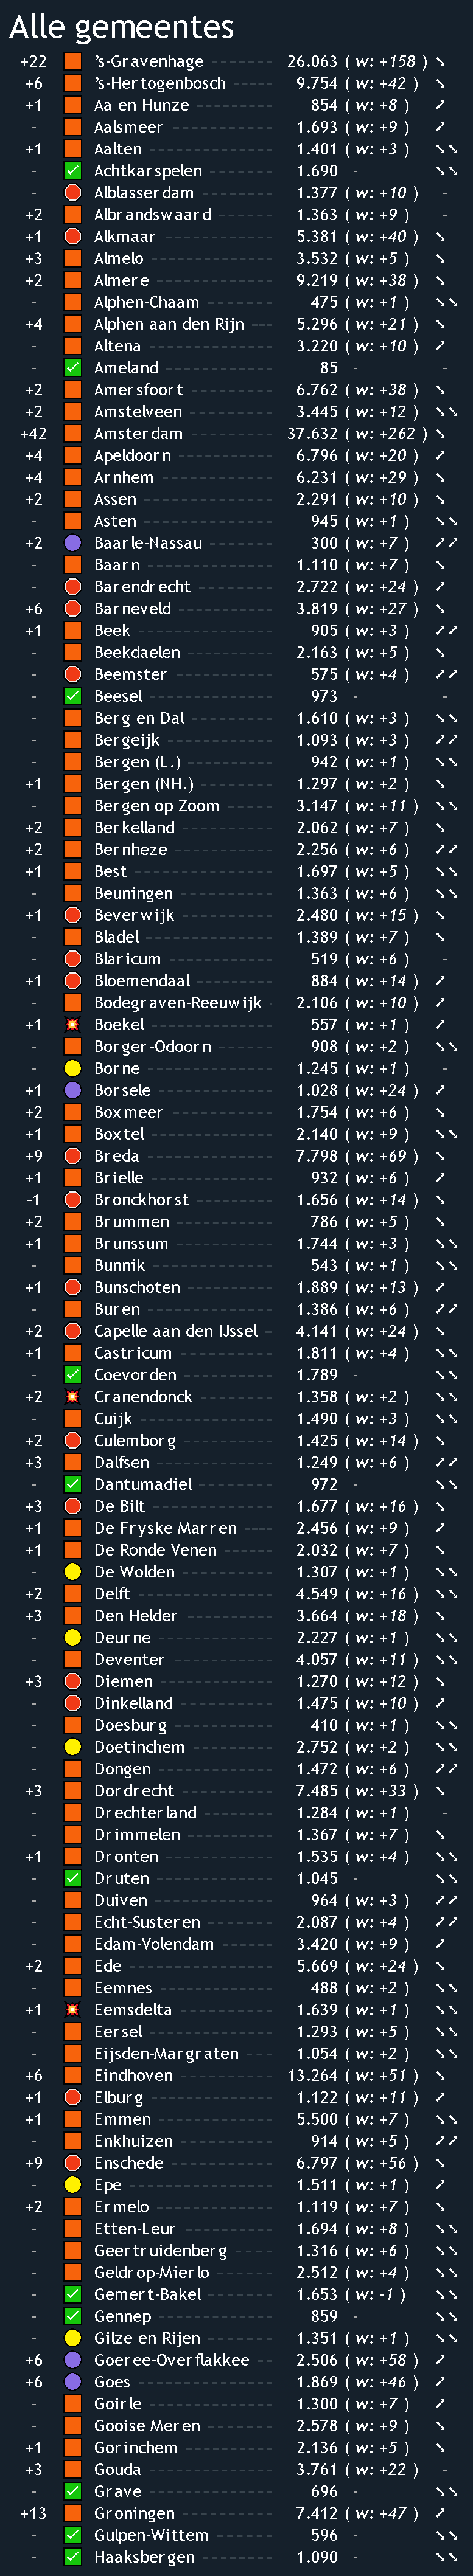 Alle gemeentes
+22 's-Gravenhage 26.063 ( w: +158 ) ↘
+6 's-Hertogenbosch 9.754 ( w: +42 ) ↘
+1 Aa en Hunze 854 ( w: +8 ) ↗
- Aalsmeer 1.693 ( w: +9 ) ↗
+1 Aalten 1.401 ( w: +3 ) ↘↘
- Achtkarspelen 1.690 - ↘↘
- Alblasserdam 1.377 ( w: +10 ) -
+2 Albrandswaard 1.363 ( w: +9 ) -
+1 Alkmaar 5.381 ( w: +40 ) ↘
+3 Almelo 3.532 ( w: +5 ) ↘
+2 Almere 9.219 ( w: +38 ) ↘
- Alphen-Chaam 475 ( w: +1 ) ↘↘
+4 Alphen aan den Rijn 5.296 ( w: +21 ) ↘
- Altena 3.220 ( w: +10 ) ↗
- Ameland 85 - -
+2 Amersfoort 6.762 ( w: +38 ) ↘
+2 Amstelveen 3.445 ( w: +12 ) ↘↘
+42 Amsterdam 37.632 ( w: +262 ) ↘
+4 Apeldoorn 6.796 ( w: +20 ) ↗
+4 Arnhem 6.231 ( w: +29 ) ↘
+2 Assen 2.291 ( w: +10 ) ↘
- Asten 945 ( w: +1 ) ↘↘
+2 Baarle-Nassau 300 ( w: +7 ) ↗↗
- Baarn 1.110 ( w: +7 ) ↘
- Barendrecht 2.722 ( w: +24 ) ↗
+6 Barneveld 3.819 ( w: +27 ) ↘
+1 Beek 905 ( w: +3 ) ↗↗
- Beekdaelen 2.163 ( w: +5 ) ↘
- Beemster 575 ( w: +4 ) ↗↗
- Beesel 973 - -
- Berg en Dal 1.610 ( w: +3 ) ↘↘
- Bergeijk 1.093 ( w: +3 ) ↗↗
- Bergen (L.) 942 ( w: +1 ) ↘↘
+1 Bergen (NH.) 1.297 ( w: +2 ) ↘
- Bergen op Zoom 3.147 ( w: +11 ) ↘↘
+2 Berkelland 2.062 ( w: +7 ) ↘
+2 Bernheze 2.256 ( w: +6 ) ↗↗
+1 Best 1.697 ( w: +5 ) ↘↘
- Beuningen 1.363 ( w: +6 ) ↘↘
+1 Beverwijk 2.480 ( w: +15 ) ↘
- Bladel 1.389 ( w: +7 ) ↘
- Blaricum 519 ( w: +6 ) -
+1 Bloemendaal 884 ( w: +14 ) ↗
- Bodegraven-Reeuwijk 2.106 ( w: +10 ) ↗
+1 Boekel 557 ( w: +1 ) ↗
- Borger-Odoorn 908 ( w: +2 ) ↘↘
- Borne 1.245 ( w: +1 ) -
+1 Borsele 1.028 ( w: +24 ) ↗
+2 Boxmeer 1.754 ( w: +6 ) ↘
+1 Boxtel 2.140 ( w: +9 ) ↘↘
+9 Breda 7.798 ( w: +69 ) ↘
+1 Brielle 932 ( w: +6 ) ↗
-1 Bronckhorst 1.656 ( w: +14 ) ↘
+2 Brummen 786 ( w: +5 ) ↘
+1 Brunssum 1.744 ( w: +3 ) ↘↘
- Bunnik 543 ( w: +1 ) ↘↘
+1 Bunschoten 1.889 ( w: +13 ) ↗
- Buren 1.386 ( w: +6 ) ↗↗
+2 Capelle aan den IJssel 4.141 ( w: +24 ) ↘
+1 Castricum 1.811 ( w: +4 ) ↘↘
- Coevorden 1.789 - ↘↘
+2 Cranendonck 1.358 ( w: +2 ) ↘↘
- Cuijk 1.490 ( w: +3 ) ↘↘
+2 Culemborg 1.425 ( w: +14 ) ↘
+3 Dalfsen 1.249 ( w: +6 ) ↗↗
- Dantumadiel 972 - ↘↘
+3 De Bilt 1.677 ( w: +16 ) ↘
+1 De Fryske Marren 2.456 ( w: +9 ) ↗
+1 De Ronde Venen 2.032 ( w: +7 ) ↘
- De Wolden 1.307 ( w: +1 ) ↘↘
+2 Delft 4.549 ( w: +16 ) ↘↘
+3 Den Helder 3.664 ( w: +18 ) ↘
- Deurne 2.227 ( w: +1 ) ↘↘
- Deventer 4.057 ( w: +11 ) ↘↘
+3 Diemen 1.270 ( w: +12 ) ↘
- Dinkelland 1.475 ( w: +10 ) ↗
- Doesburg 410 ( w: +1 ) ↘↘
- Doetinchem 2.752 ( w: +2 ) ↘↘
- Dongen 1.472 ( w: +6 ) ↗↗
+3 Dordrecht 7.485 ( w: +33 ) ↘
- Drechterland 1.284 ( w: +1 ) -
- Drimmelen 1.367 ( w: +7 ) ↘
+1 Dronten 1.535 ( w: +4 ) ↘↘
- Druten 1.045 - ↘↘
- Duiven 964 ( w: +3 ) ↗↗
- Echt-Susteren 2.087 ( w: +4 ) ↗↗
- Edam-Volendam 3.420 ( w: +9 ) ↗
+2 Ede 5.669 ( w: +24 ) ↘
- Eemnes 488 ( w: +2 ) ↘↘
+1 Eemsdelta 1.639 ( w: +1 ) ↘↘
- Eersel 1.293 ( w: +5 ) ↘↘
- Eijsden-Margraten 1.054 ( w: +2 ) ↘↘
+6 Eindhoven 13.264 ( w: +51 ) ↘
+1 Elburg 1.122 ( w: +11 ) ↗
+1 Emmen 5.500 ( w: +7 ) ↘↘
- Enkhuizen 914 ( w: +5 ) ↗↗
+9 Enschede 6.797 ( w: +56 ) ↘
- Epe 1.511 ( w: +1 ) ↗
+2 Ermelo 1.119 ( w: +7 ) ↘
- Etten-Leur 1.694 ( w: +8 ) ↘↘
- Geertruidenberg 1.316 ( w: +6 ) ↘↘
- Geldrop-Mierlo 2.512 ( w: +4 ) ↘↘
- Gemert-Bakel 1.653 ( w: -1 ) ↘↘
- Gennep 859 - ↘↘
- Gilze en Rijen 1.351 ( w: +1 ) ↘↘
+6 Goeree-Overflakkee 2.506 ( w: +58 ) ↗
+6 Goes 1.869 ( w: +46 ) ↗
- Goirle 1.300 ( w: +7 ) ↗
- Gooise Meren 2.578 ( w: +9 ) ↘
+1 Gorinchem 2.136 ( w: +5 ) ↘
+3 Gouda 3.761 ( w: +22 ) -
- Grave 696 - ↘↘
+13 Groningen 7.412 ( w: +47 ) ↗
- Gulpen-Wittem 596 - ↘↘
- Haaksbergen 1.090 - ↘↘